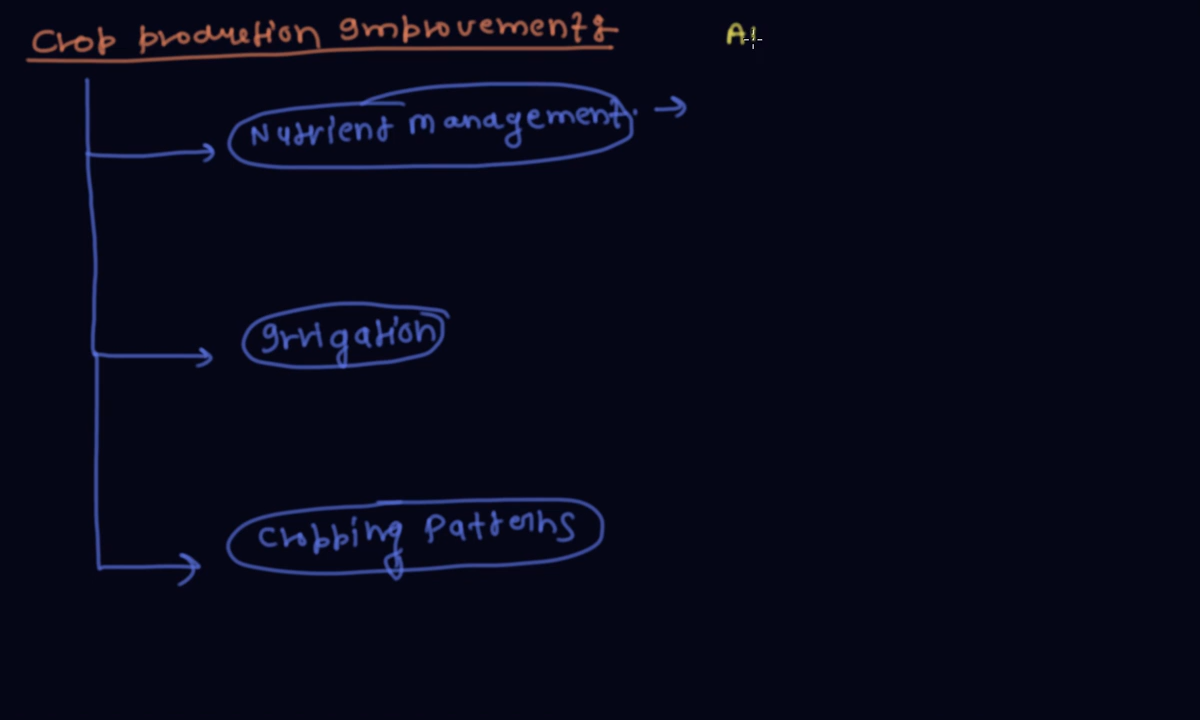 Crop production Improvements
Nutrient management. →
Irrigation
Cropping Patterns